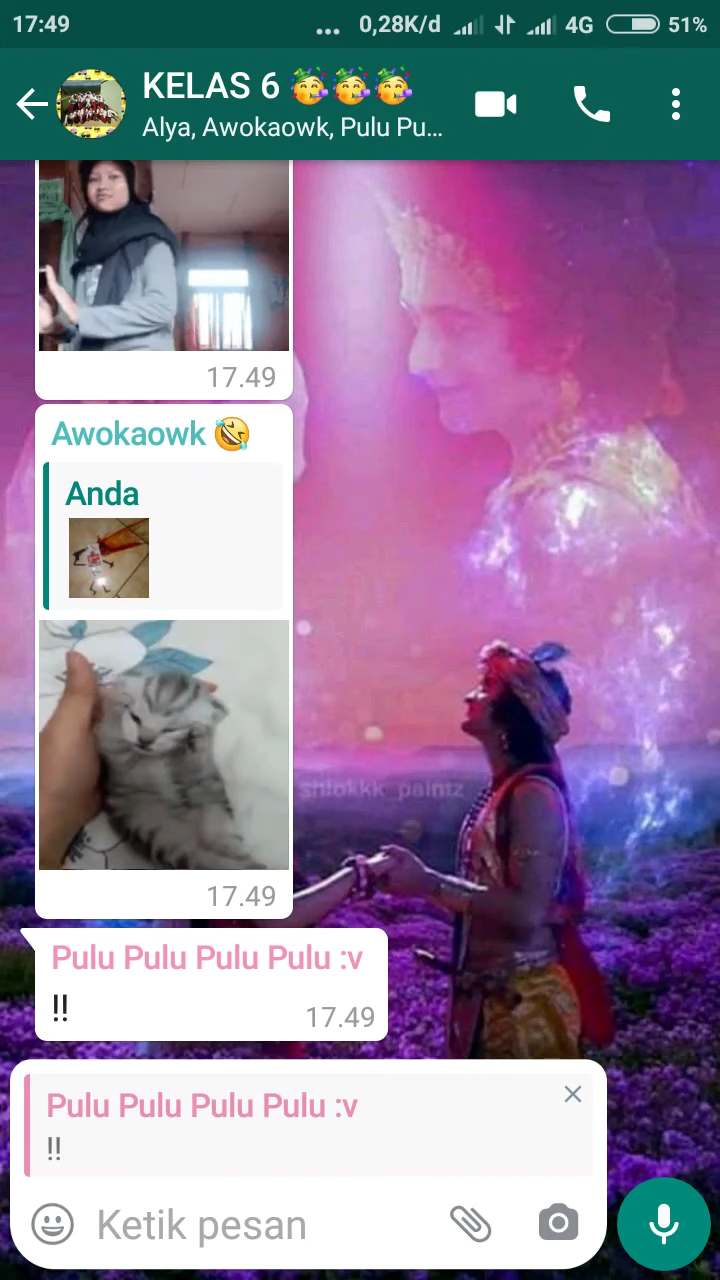 17:49 ... 0,28K/d 4G 51%
KELAS 6 🥳🥳🥳
Alya, Awokaowk, Pulu Pu...
17.49
Awokaowk 🤣
Anda
shlokkk_paintz
17.49
Pulu Pulu Pulu Pulu :v
!!
17.49
Pulu Pulu Pulu Pulu :v
!!
Ketik pesan